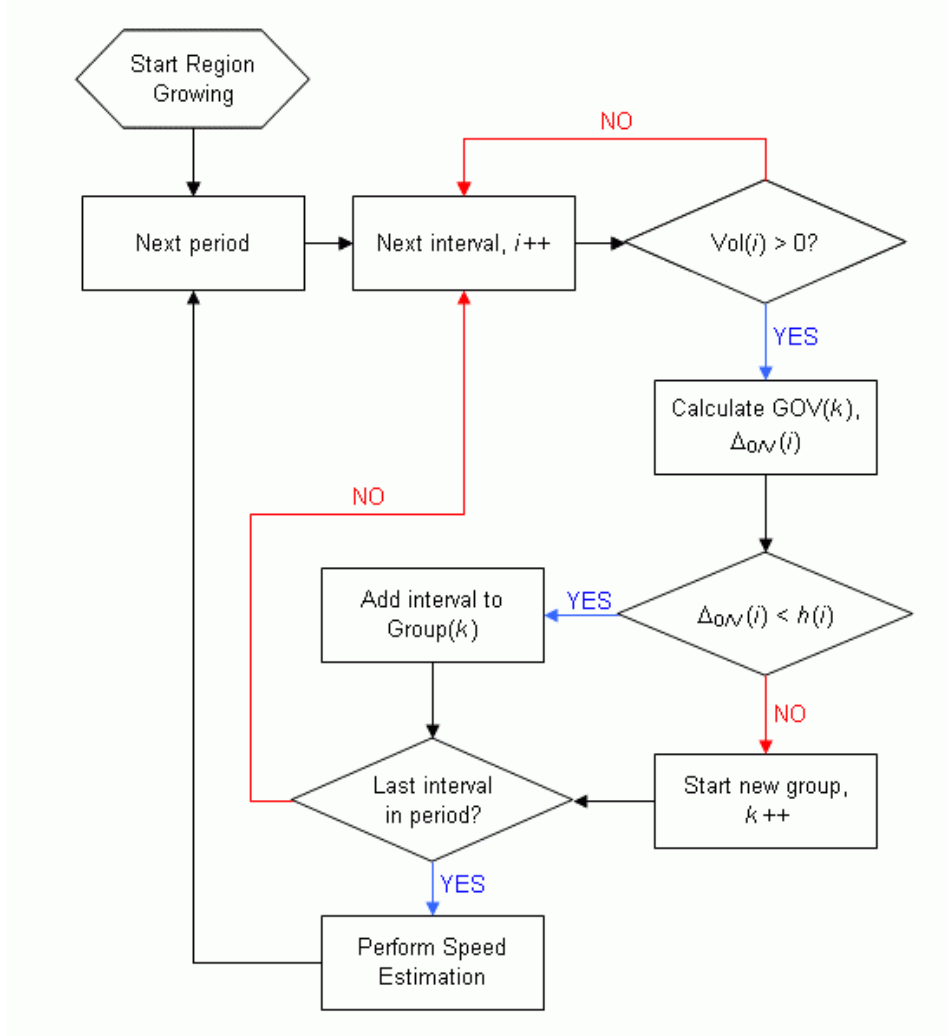 Start Region
Growing
NO
Next period
Next interval, i++
Vol(i) > 0?
YES
Calculate GOV(k),
ΔO/V(i)
NO
Add interval to
Group(k)
YES
ΔO/V(i) < h(i)
NO
Last interval
in period?
Start new group,
k++
YES
Perform Speed
Estimation